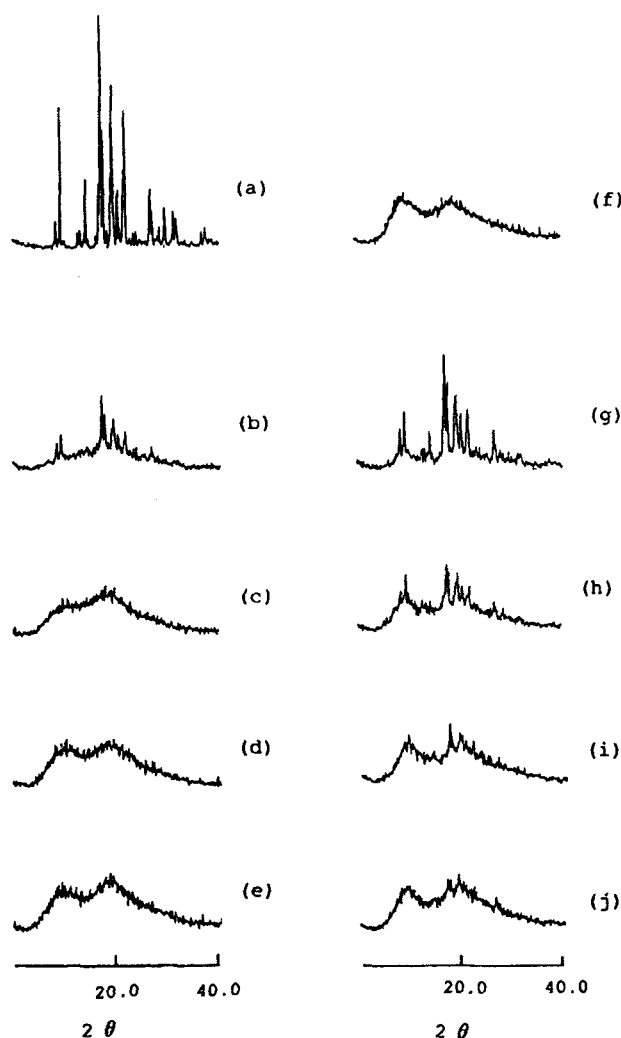 (a)
(b)
(c)
(d)
(e)
20.0 40.0
2 θ
(f)
(g)
(h)
(i)
(j)
20.0 40.0
2 θ